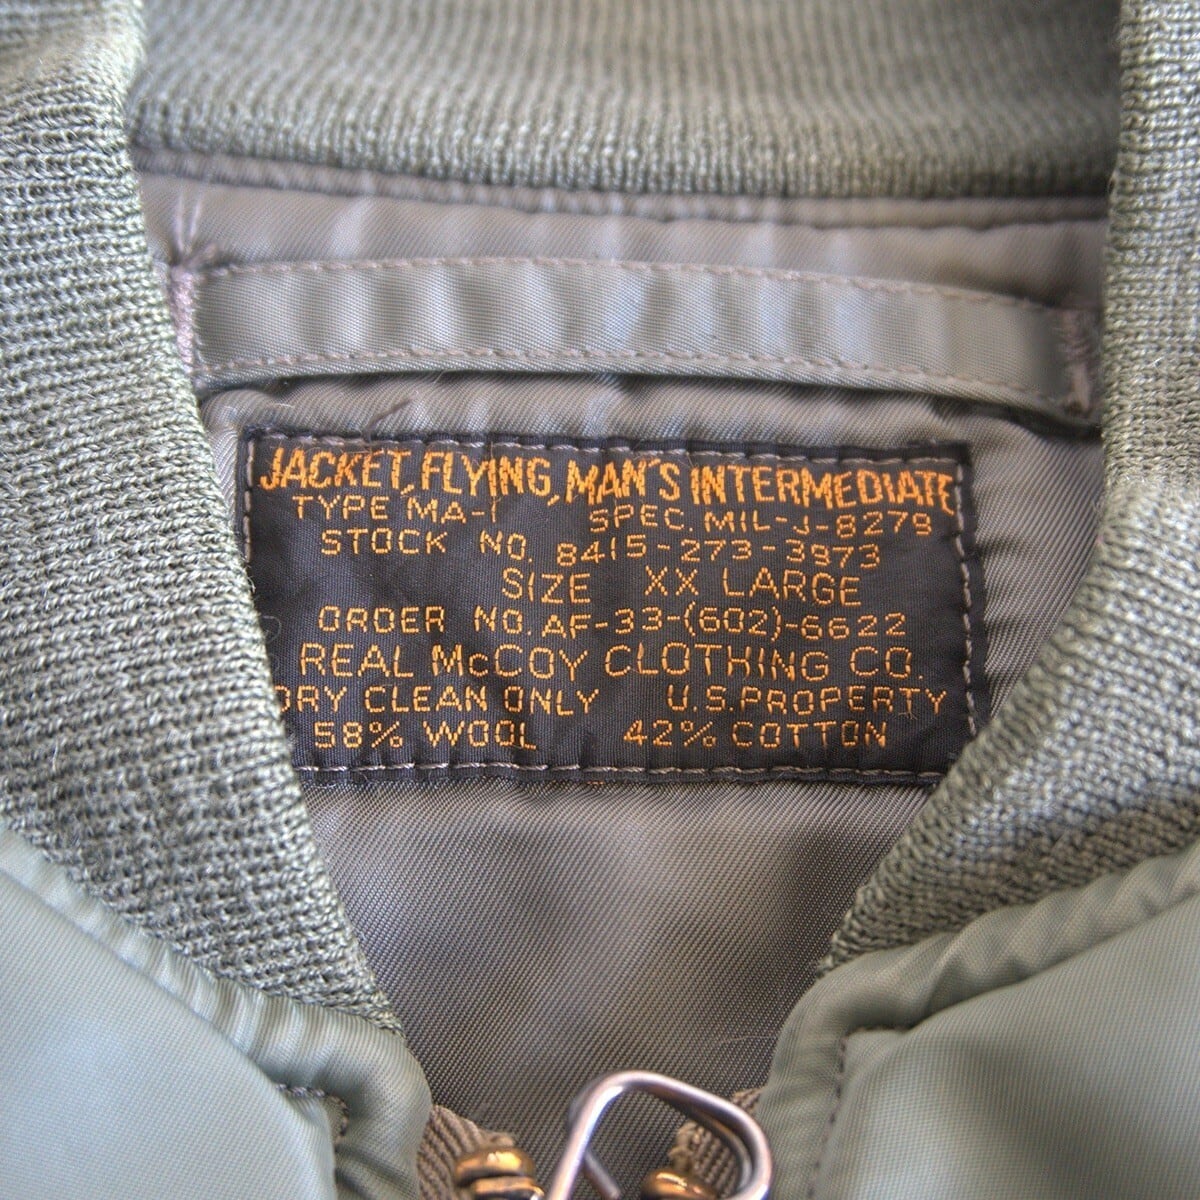 JACKET, FLYING, MAN'S INTERMEDIATE
TYPE MA-1 SPEC. MIL-J-8279
STOCK NO. 8415-273-3973
SIZE XX LARGE
ORDER NO. AF-33-(602)-6622
REAL McCOY CLOTHING CO.
DRY CLEAN ONLY U.S. PROPERTY
58% WOOL 42% COTTON